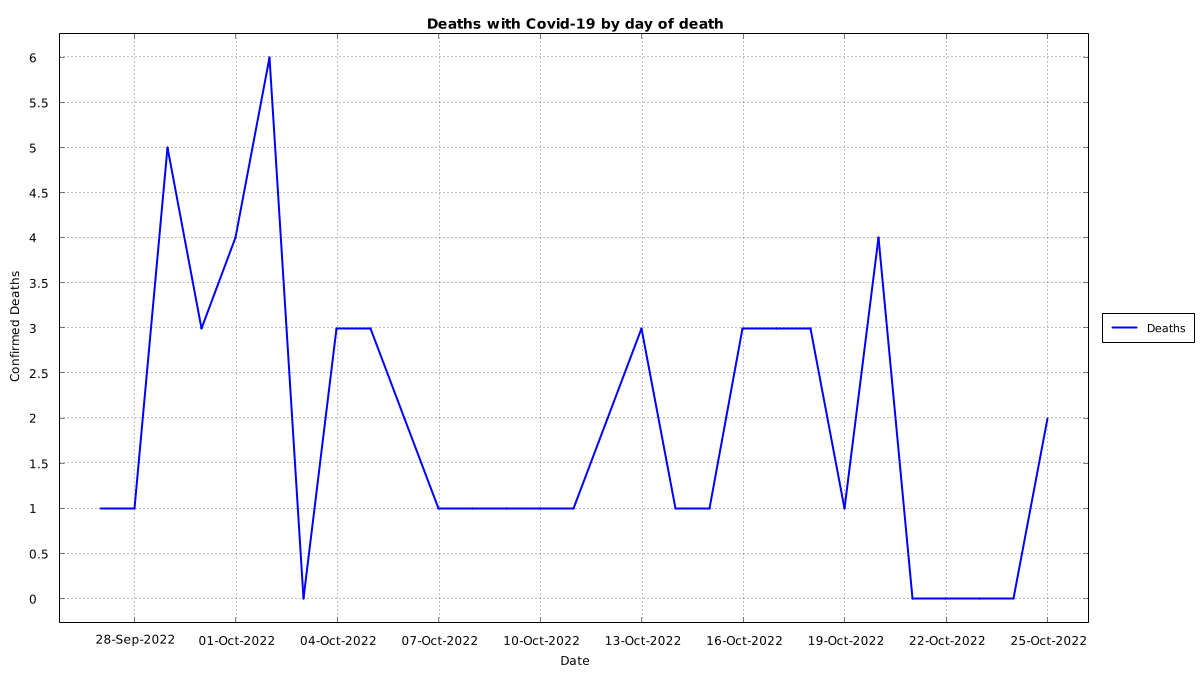 Deaths with Covid-19 by day of death
6
5.5
5
4.5
4
3.5
3
2.5
2
1.5
1
0.5
0
Confirmed Deaths
Deaths
28-Sep-2022 01-Oct-2022 04-Oct-2022 07-Oct-2022 10-Oct-2022 13-Oct-2022 16-Oct-2022 19-Oct-2022 22-Oct-2022 25-Oct-2022
Date